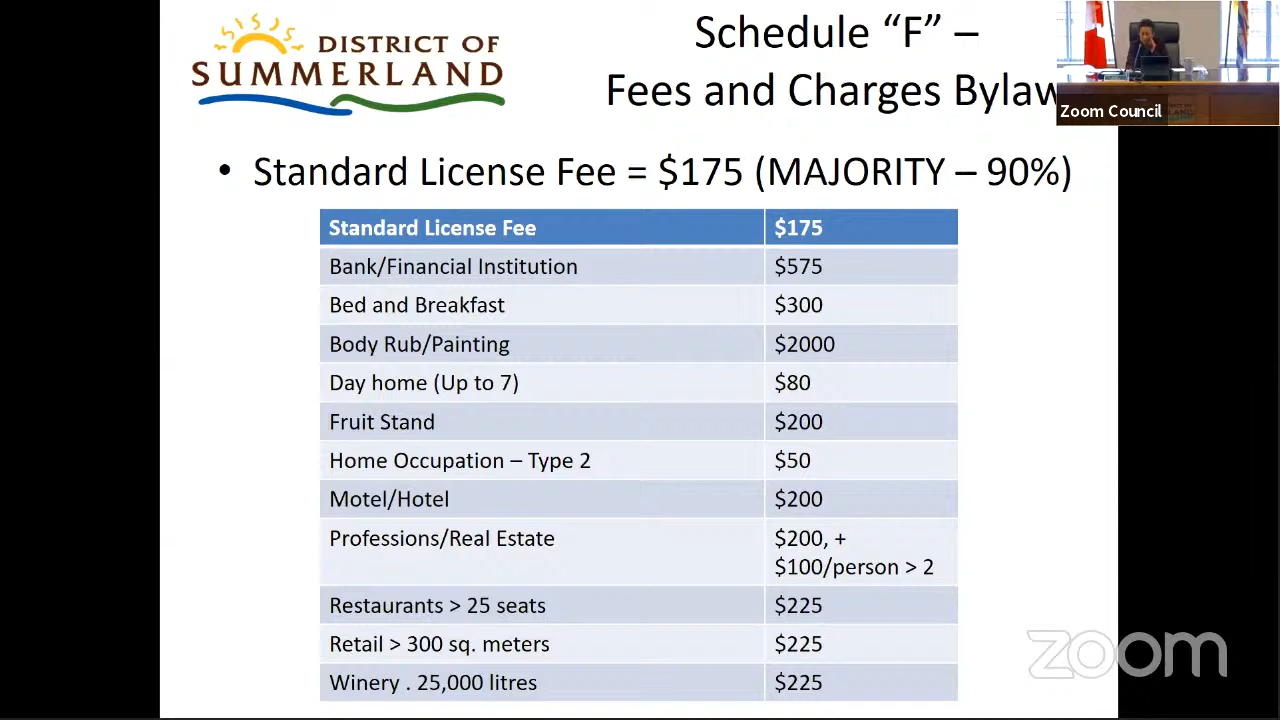 DISTRICT OF
SUMMERLAND
Schedule “F” –
Fees and Charges Bylaw
Zoom Council
• Standard License Fee = $175 (MAJORITY – 90%)
Standard License Fee $175
Bank/Financial Institution $575
Bed and Breakfast $300
Body Rub/Painting $2000
Day home (Up to 7) $80
Fruit Stand $200
Home Occupation – Type 2 $50
Motel/Hotel $200
Professions/Real Estate $200, +
$100/person > 2
Restaurants > 25 seats $225
Retail > 300 sq. meters $225
Winery . 25,000 litres $225
zoom